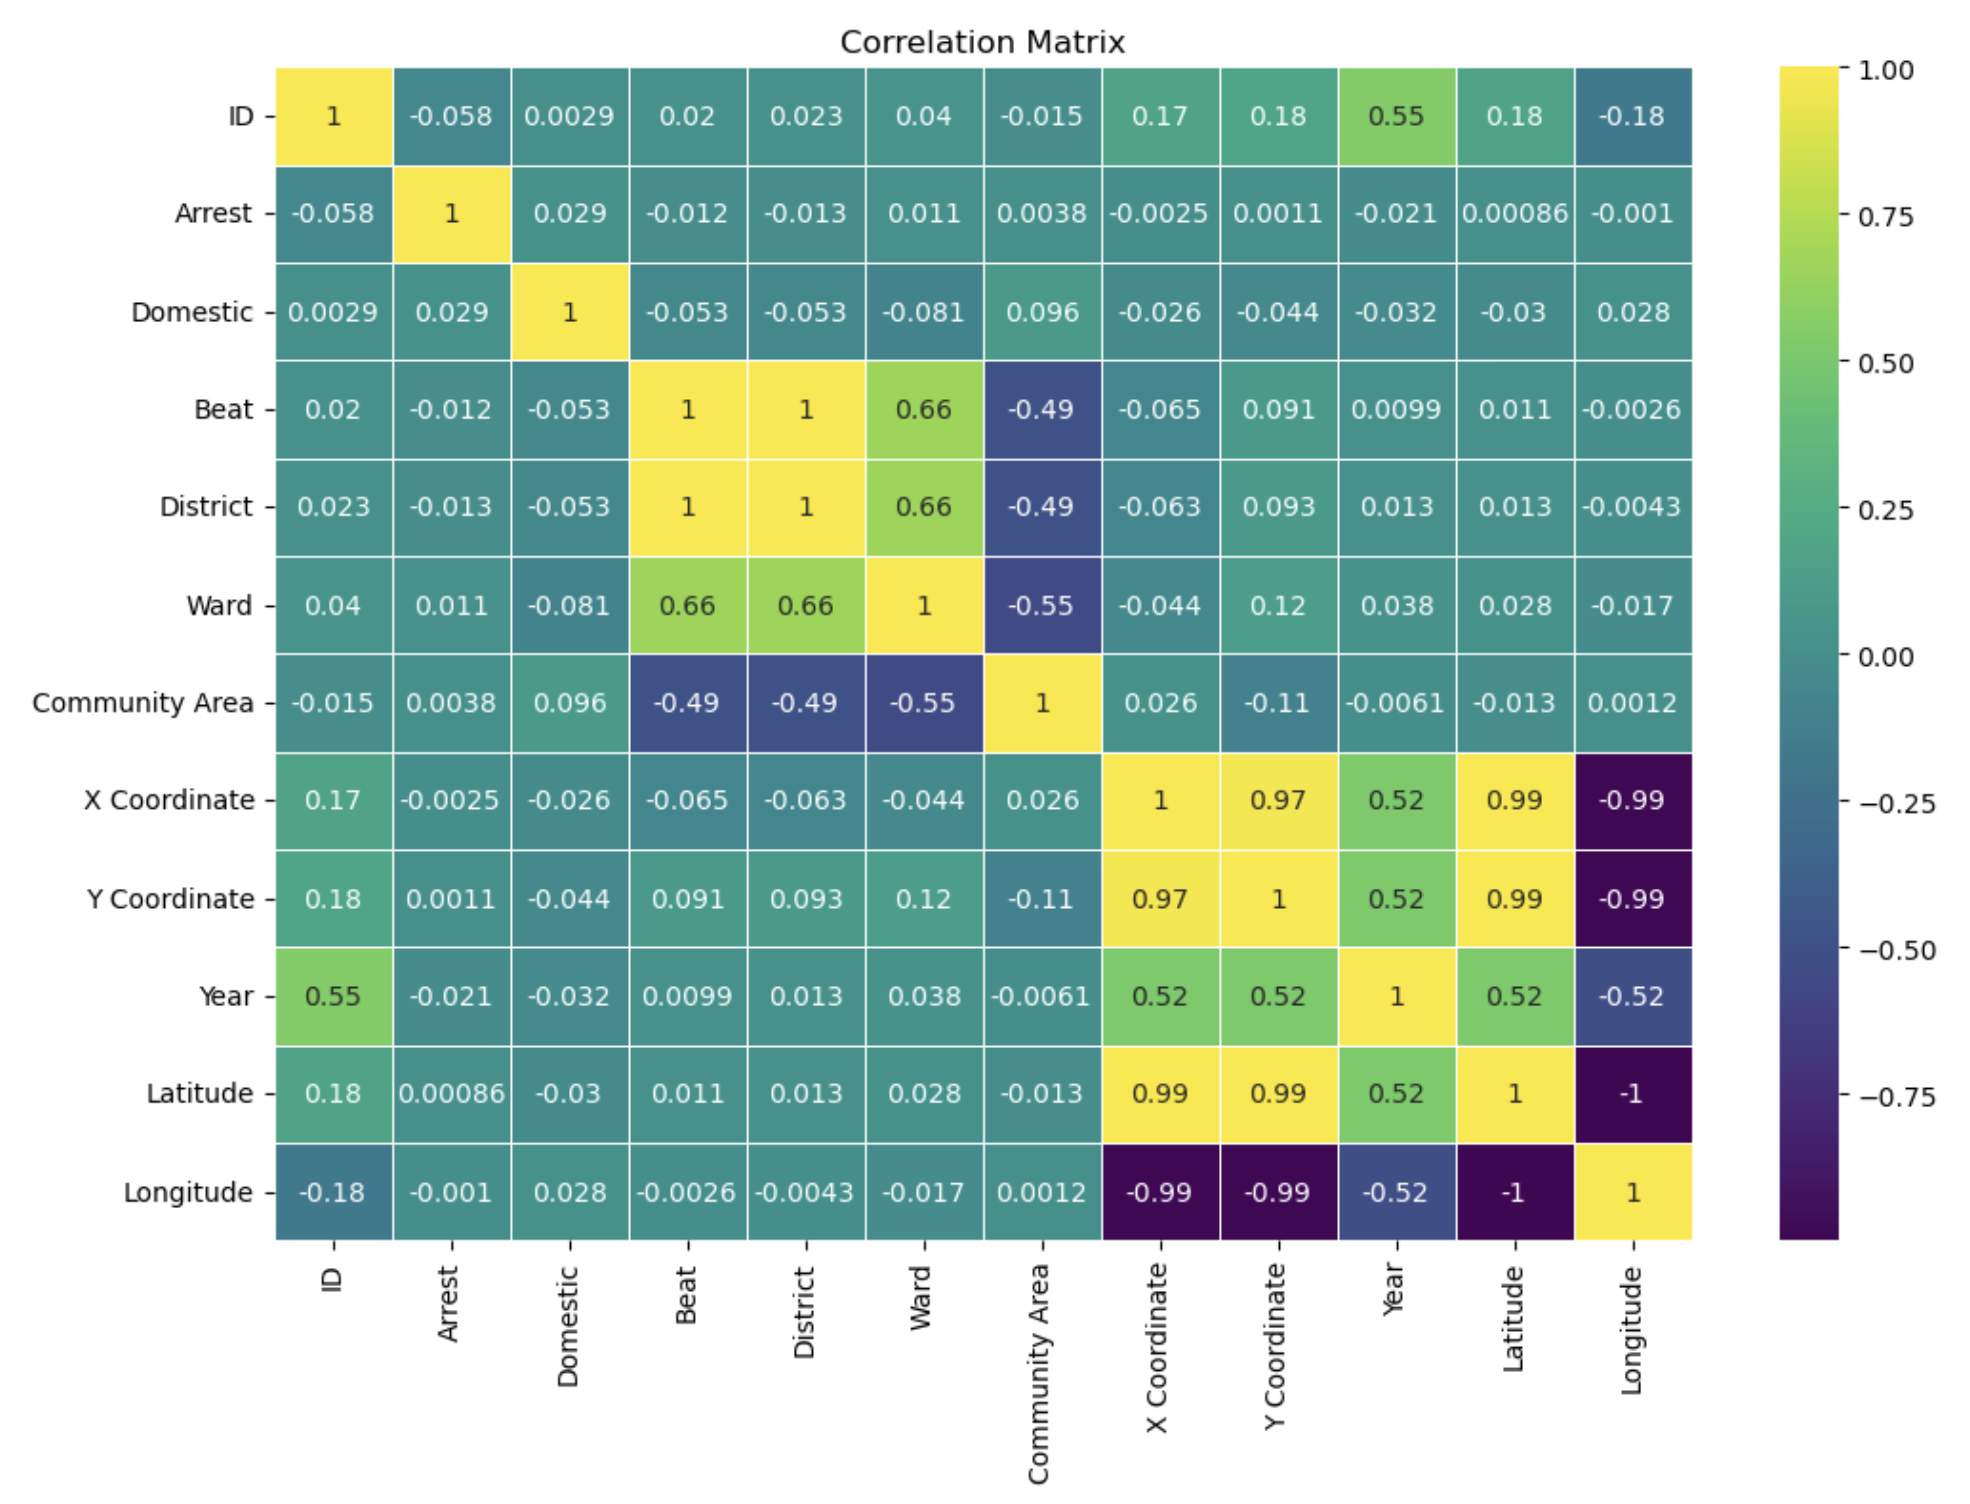 Correlation Matrix
ID 1 -0.058 0.0029 0.02 0.023 0.04 -0.015 0.17 0.18 0.55 0.18 -0.18
Arrest -0.058 1 0.029 -0.012 -0.013 0.011 0.0038 -0.0025 0.0011 -0.021 0.00086 -0.001
Domestic 0.0029 0.029 1 -0.053 -0.053 -0.081 0.096 -0.026 -0.044 -0.032 -0.03 0.028
Beat 0.02 -0.012 -0.053 1 1 0.66 -0.49 -0.065 0.091 0.0099 0.011 -0.0026
District 0.023 -0.013 -0.053 1 1 0.66 -0.49 -0.063 0.093 0.013 0.013 -0.0043
Ward 0.04 0.011 -0.081 0.66 0.66 1 -0.55 -0.044 0.12 0.038 0.028 -0.017
Community Area -0.015 0.0038 0.096 -0.49 -0.49 -0.55 1 0.026 -0.11 -0.0061 -0.013 0.0012
X Coordinate 0.17 -0.0025 -0.026 -0.065 -0.063 -0.044 0.026 1 0.97 0.52 0.99 -0.99
Y Coordinate 0.18 0.0011 -0.044 0.091 0.093 0.12 -0.11 0.97 1 0.52 0.99 -0.99
Year 0.55 -0.021 -0.032 0.0099 0.013 0.038 -0.0061 0.52 0.52 1 0.52 -0.52
Latitude 0.18 0.00086 -0.03 0.011 0.013 0.028 -0.013 0.99 0.99 0.52 1 -1
Longitude -0.18 -0.001 0.028 -0.0026 -0.0043 -0.017 0.0012 -0.99 -0.99 -0.52 -1 1
ID
Arrest
Domestic
Beat
District
Ward
Community Area
X Coordinate
Y Coordinate
Year
Latitude
Longitude
1.00
0.75
0.50
0.25
0.00
−0.25
−0.50
−0.75